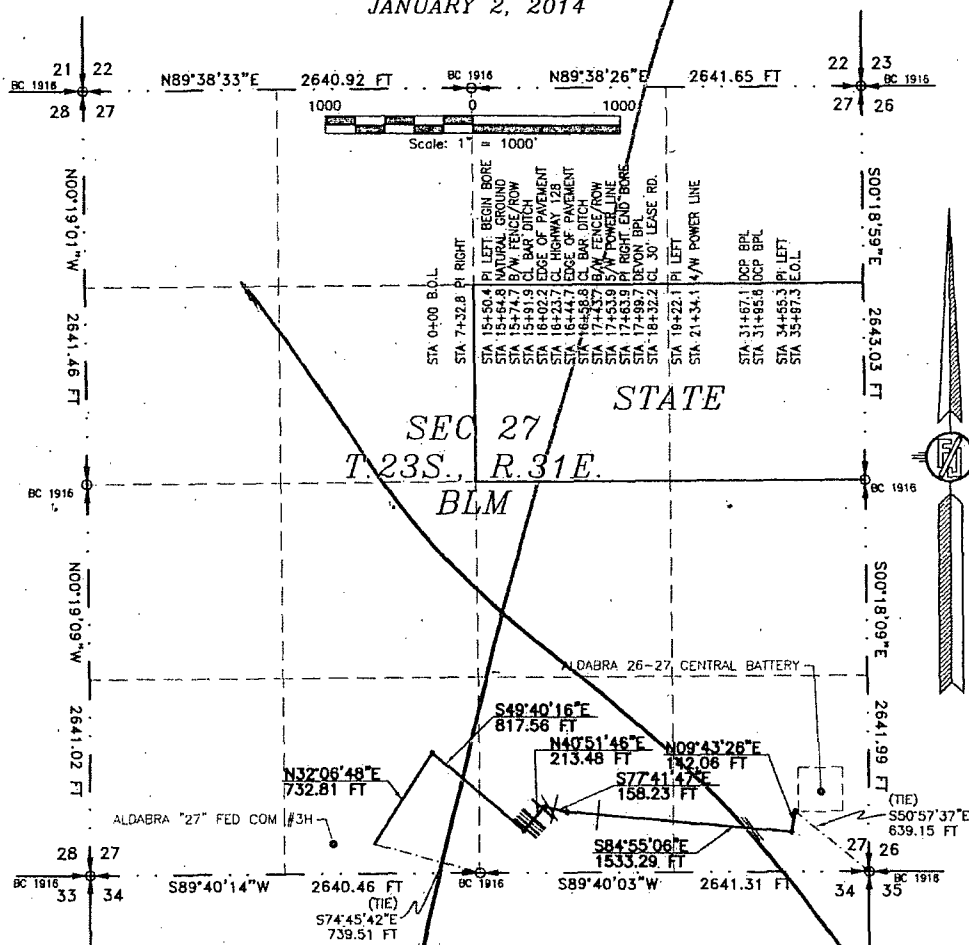 JANUARY 2, 2014
21 22
22 23
BC 1916
N89°38'33"E 2640.92 FT
BC 1916
N89°38'26"E 2641.65 FT
BC 1916
28 27
27 26
1000 0 1000
Scale: 1" = 1000'
N00°19'01"W
2641.46 FT
S00°18'59"E
2643.03 FT
STA 0+00 B.O.L
STA 7+32.8 PI RIGHT
STA 15+50.4 PI LEFT BEGIN BORE
STA 15+64.8 NATURAL GROUND
STA 15+74.7 B/W FENCE/ROW
STA 15+91.9 CL BAR DITCH
STA 16+02.2 EDGE OF PAVEMENT
STA 16+23.7 CL HIGHWAY 128
STA 16+44.7 EDGE OF PAVEMENT
STA 16+58.8 CL BAR DITCH
STA 17+43.7 B/W FENCE/ROW
STA 17+53.9 5/W POWER LINE
STA 17+63.9 PI RIGHT END BORE
STA 17+99.7 DEVON BPL
STA 18+32.2 CL 30' LEASE RD.
STA 19+22.1 PI LEFT
STA 21+34.1 4/W POWER LINE
STA 31+67.1 DCP BPL
STA 31+95.8 DCP BPL
STA 34+55.3 PI LEFT
STA 35+97.3 E.O.L
STATE
SEC 27
T.23S., R.31E.
BLM
BC 1916
BC 1916
N00°19'09"W
2641.02 FT
S00°18'09"E
2641.99 FT
ALDABRA 26-27 CENTRAL BATTERY
S49°40'16"E
817.56 FT
N40°51'46"E
213.48 FT
N09°43'26"E
142.06 FT
N32°06'48"E
732.81 FT
S77°41'47"E
158.23 FT
(TIE)
S50°57'37"E
639.15 FT
ALDABRA "27" FED COM #3H
S84°55'06"E
1533.29 FT
28 27
27 26
BC 1916
S89°40'14"W 2640.46 FT
BC 1916
S89°40'03"W 2641.31 FT
BC 1916
33 34
34 35
(TIE)
S74°45'42"E
739.51 FT